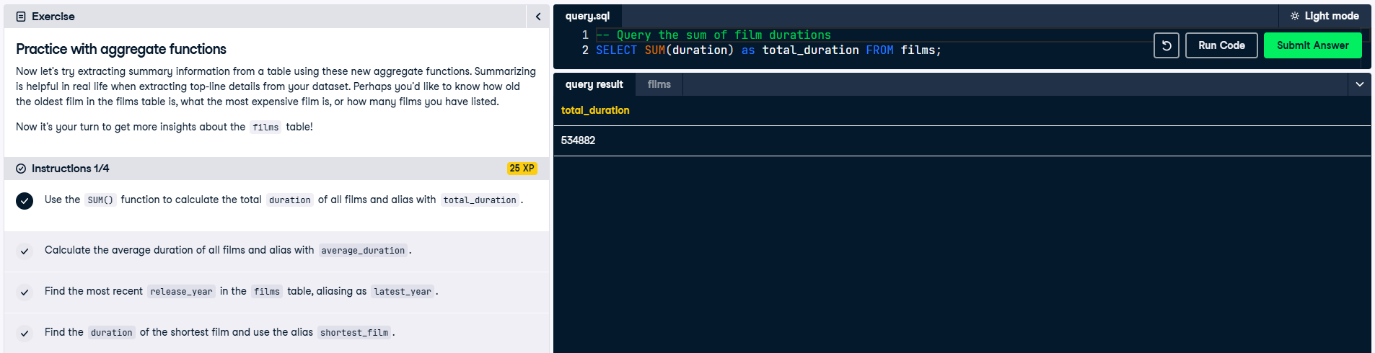 Exercise
Practice with aggregate functions
Now let's try extracting summary information from a table using these new aggregate functions. Summarizing
is helpful in real life when extracting top-line details from your dataset. Perhaps you'd like to know how old
the oldest film in the films table is, what the most expensive film is, or how many films you have listed.
Now it's your turn to get more insights about the films table!
Instructions 1/4
25 XP
Use the SUM() function to calculate the total duration of all films and alias with total_duration.
Calculate the average duration of all films and alias with average_duration.
Find the most recent release_year in the films table, aliasing as latest_year.
Find the duration of the shortest film and use the alias shortest_film.
query.sql
Light mode
1 -- Query the sum of film durations
2 SELECT SUM(duration) as total_duration FROM films;
Run Code
Submit Answer
query result
films
total_duration
534882